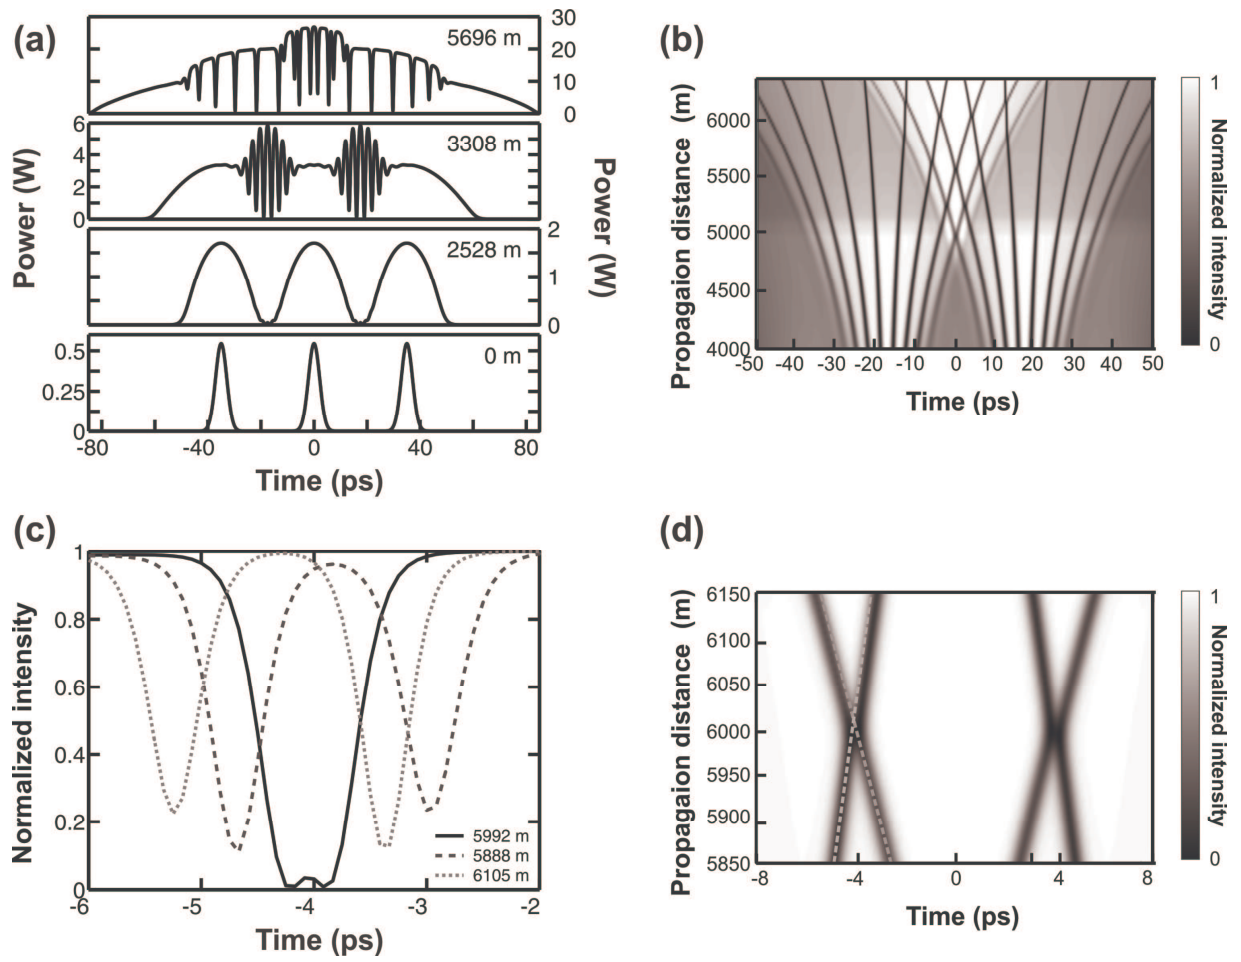 (a)
30
5696 m
20
10
0
6
3308 m
4
2
0
2
2528 m
1
0
0.5
0 m
0.25
0
-80 -40 0 40 80
Time (ps)
Power (W)
Power (W)
(b)
6000
5500
5000
4500
4000
-50 -40 -30 -20 -10 0 10 20 30 40 50
Propagaion distance (m)
Time (ps)
1
0
Normalized intensity
(c)
1
0.8
0.6
0.4
0.2
0
5992 m
5888 m
6105 m
-6 -5 -4 -3 -2
Normalized intensity
Time (ps)
(d)
6150
6100
6050
6000
5950
5900
5850
-8 -4 0 4 8
Propagaion distance (m)
Time (ps)
1
0
Normalized intensity